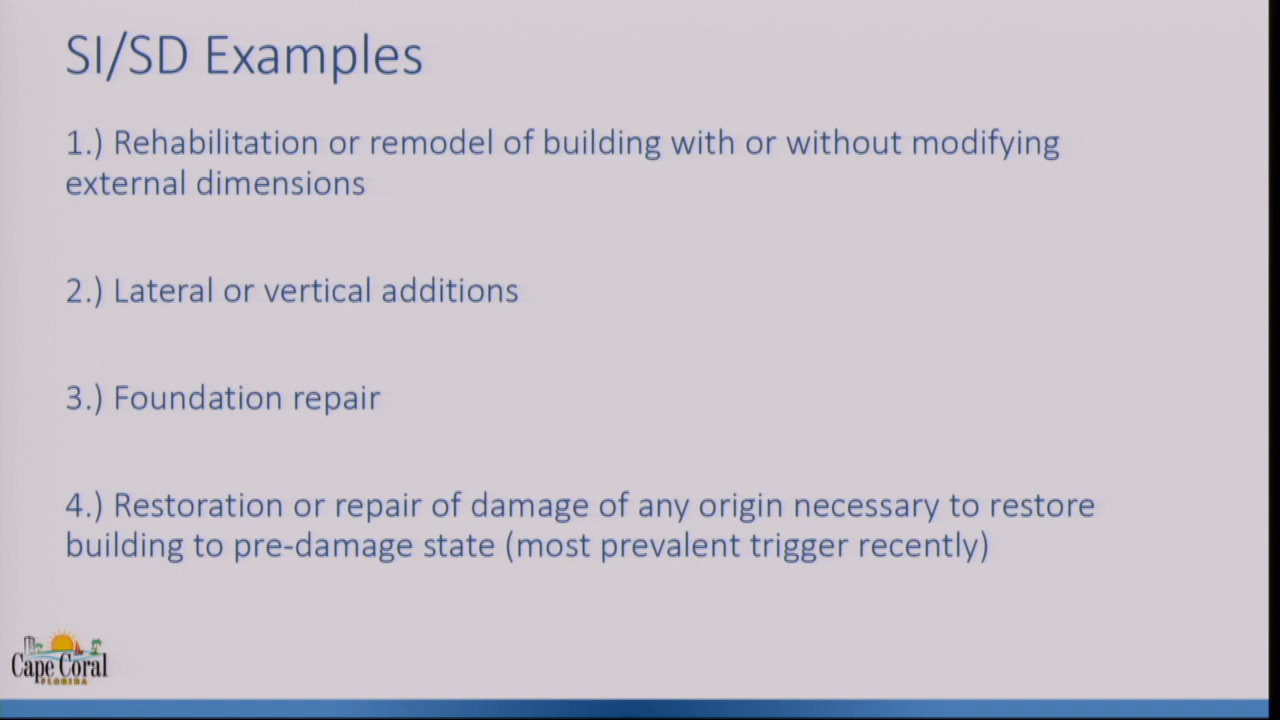 SI/SD Examples
1.) Rehabilitation or remodel of building with or without modifying
external dimensions
2.) Lateral or vertical additions
3.) Foundation repair
4.) Restoration or repair of damage of any origin necessary to restore
building to pre-damage state (most prevalent trigger recently)
Cape Coral
FLORIDA